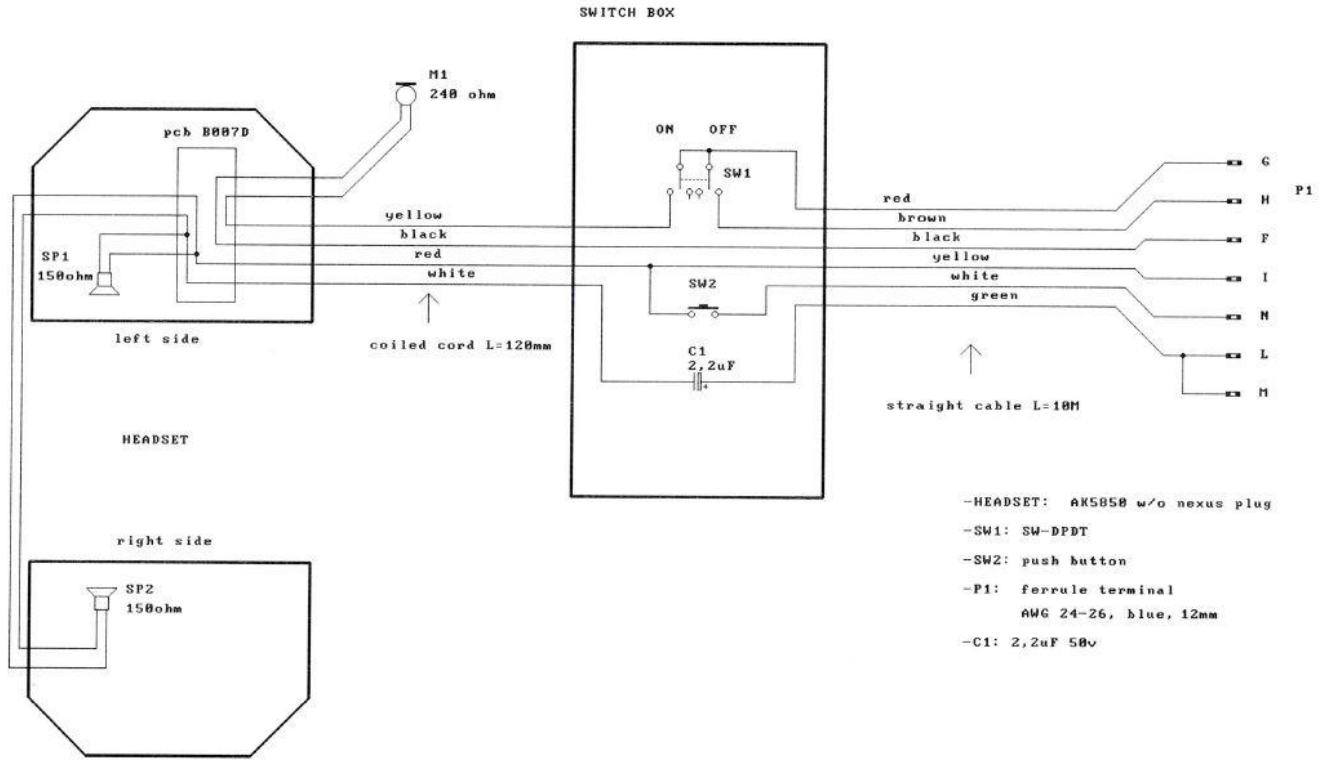 SWITCH BOX
M1
240 ohm
pcb B007D
ON OFF
SW1
G
P1
H
red
yellow
brown
black
black
F
red
yellow
SP1
150ohm
white
SW2
white
I
green
N
left side
coiled cord L=120mm
C1
2,2uF
+
L
straight cable L=10M
M
HEADSET
-HEADSET: AK5850 w/o nexus plug
right side
-SW1: SW-DPDT
-SW2: push button
SP2
150ohm
-P1: ferrule terminal
AWG 24-26, blue, 12mm
-C1: 2,2uF 50v